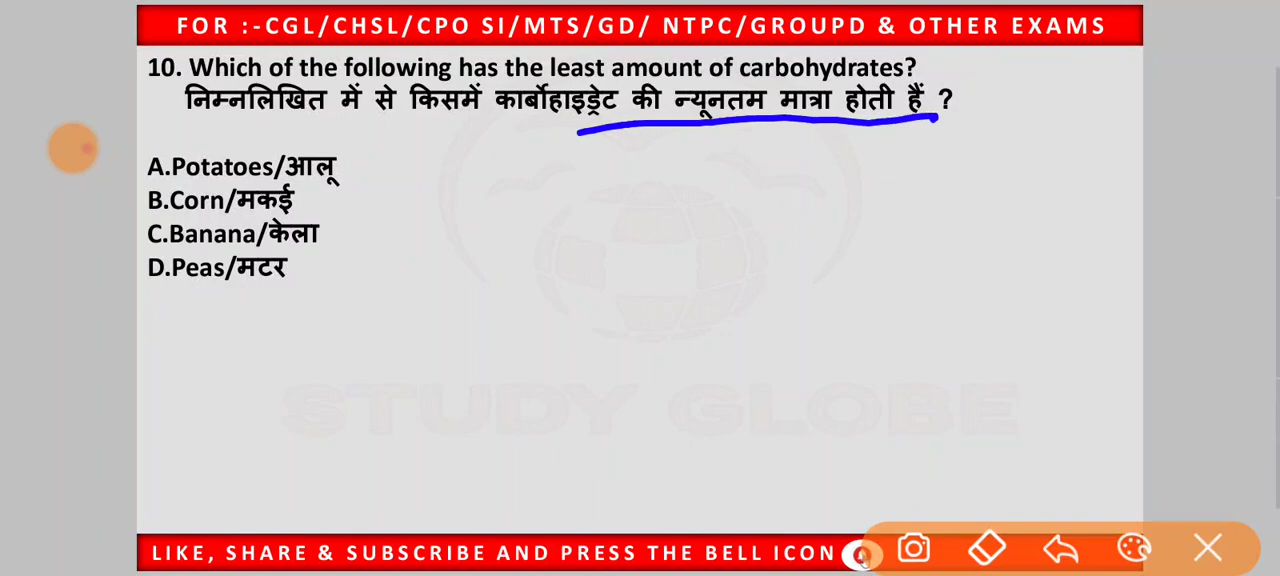 FOR :-CGL/CHSL/CPO SI/MTS/GD/ NTPC/GROUPD & OTHER EXAMS
10. Which of the following has the least amount of carbohydrates?
निम्नलिखित में से किसमें कार्बोहाइड्रेट की न्यूनतम मात्रा होती हैं ?
A.Potatoes/आलू
B.Corn/मकई
C.Banana/केला
D.Peas/मटर
STUDY GLOBE
LIKE, SHARE & SUBSCRIBE AND PRESS THE BELL ICON